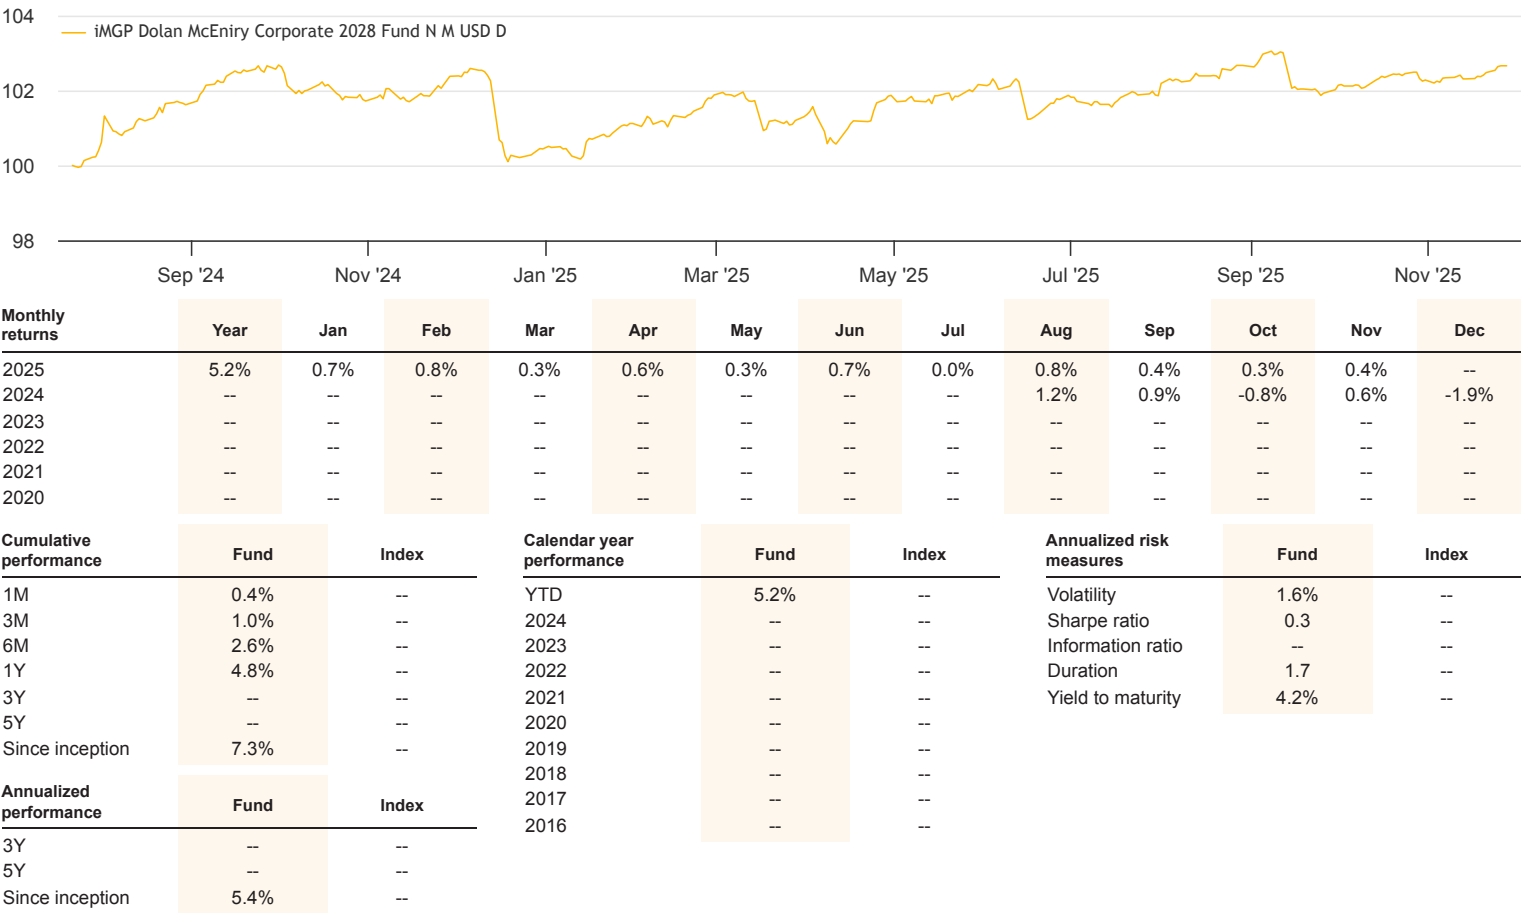 104
iMGP Dolan McEniry Corporate 2028 Fund N M USD D
102
100
98
Sep '24 Nov '24 Jan '25 Mar '25 May '25 Jul '25 Sep '25 Nov '25
Monthly returns Year Jan Feb Mar Apr May Jun Jul Aug Sep Oct Nov Dec
2025 5.2% 0.7% 0.8% 0.3% 0.6% 0.3% 0.7% 0.0% 0.8% 0.4% 0.3% 0.4% --
2024 -- -- -- -- -- -- -- -- 1.2% 0.9% -0.8% 0.6% -1.9%
2023 -- -- -- -- -- -- -- -- -- -- -- -- --
2022 -- -- -- -- -- -- -- -- -- -- -- -- --
2021 -- -- -- -- -- -- -- -- -- -- -- -- --
2020 -- -- -- -- -- -- -- -- -- -- -- -- --
Cumulative performance Fund Index
1M 0.4% --
3M 1.0% --
6M 2.6% --
1Y 4.8% --
3Y -- --
5Y -- --
Since inception 7.3% --
Annualized performance Fund Index
3Y -- --
5Y -- --
Since inception 5.4% --
Calendar year performance Fund Index
YTD 5.2% --
2024 -- --
2023 -- --
2022 -- --
2021 -- --
2020 -- --
2019 -- --
2018 -- --
2017 -- --
2016 -- --
Annualized risk measures Fund Index
Volatility 1.6% --
Sharpe ratio 0.3 --
Information ratio -- --
Duration 1.7 --
Yield to maturity 4.2% --